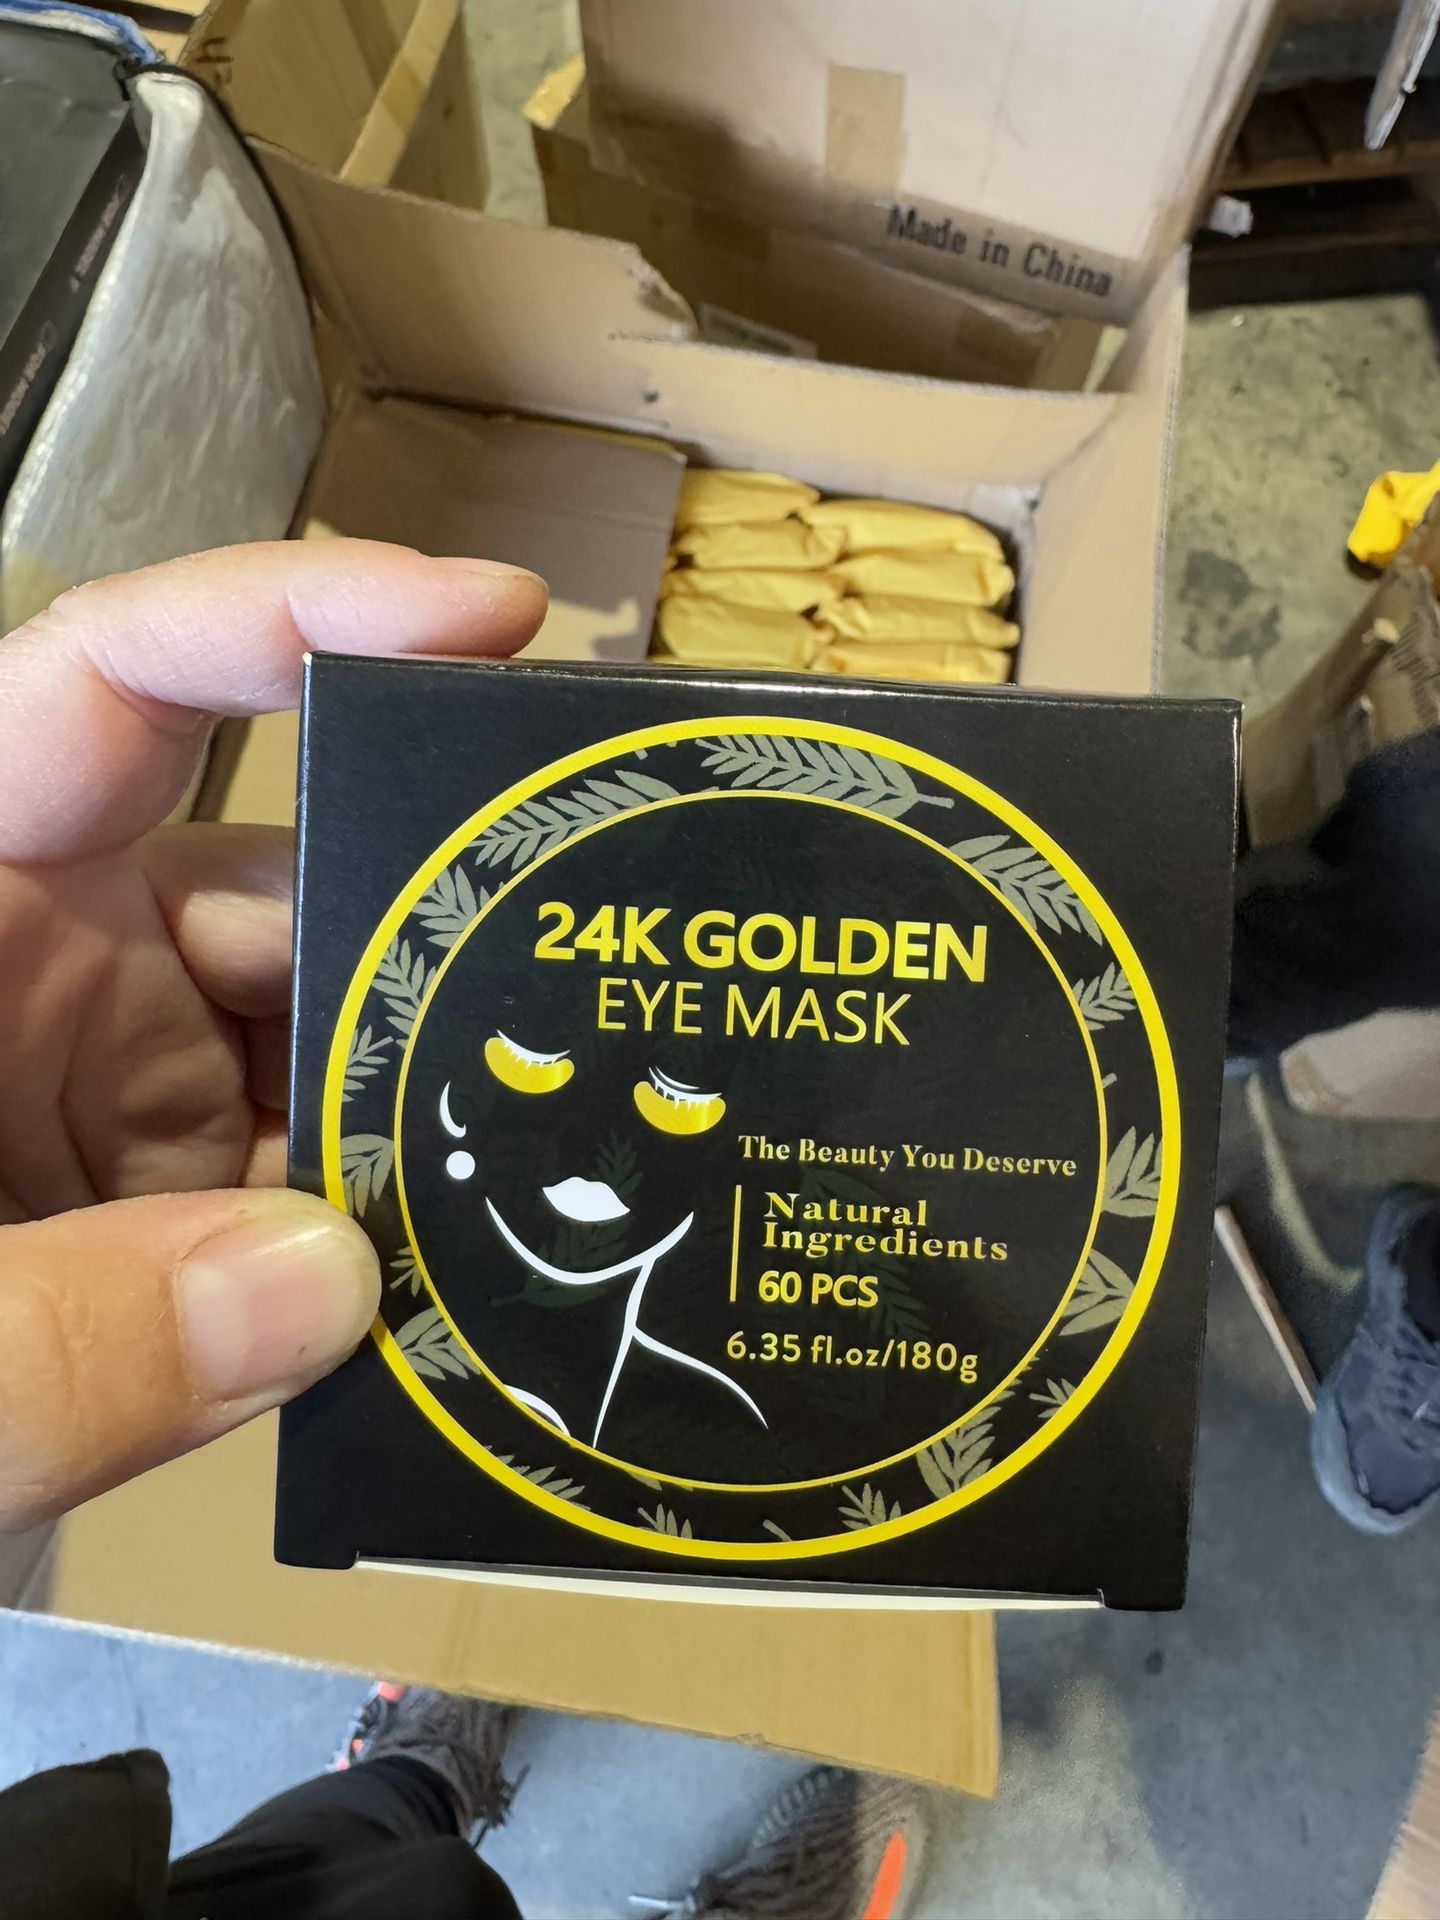 Made in China
24K GOLDEN
EYE MASK
The Beauty You Deserve
Natural
Ingredients
60 PCS
6.35 fl.oz/180g